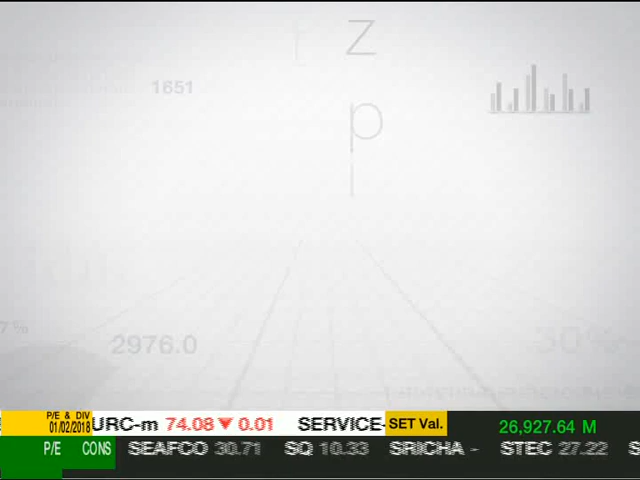 z
1651
p
2976.0
30%
P/E & DIV
01/02/2018
URC-m 74.08 ▼ 0.01 SERVICE- SET Val. 26,927.64 M
P/E CONS SEAFCO 30.71 SQ 10.33 SRICHA - STEC 27.22 S